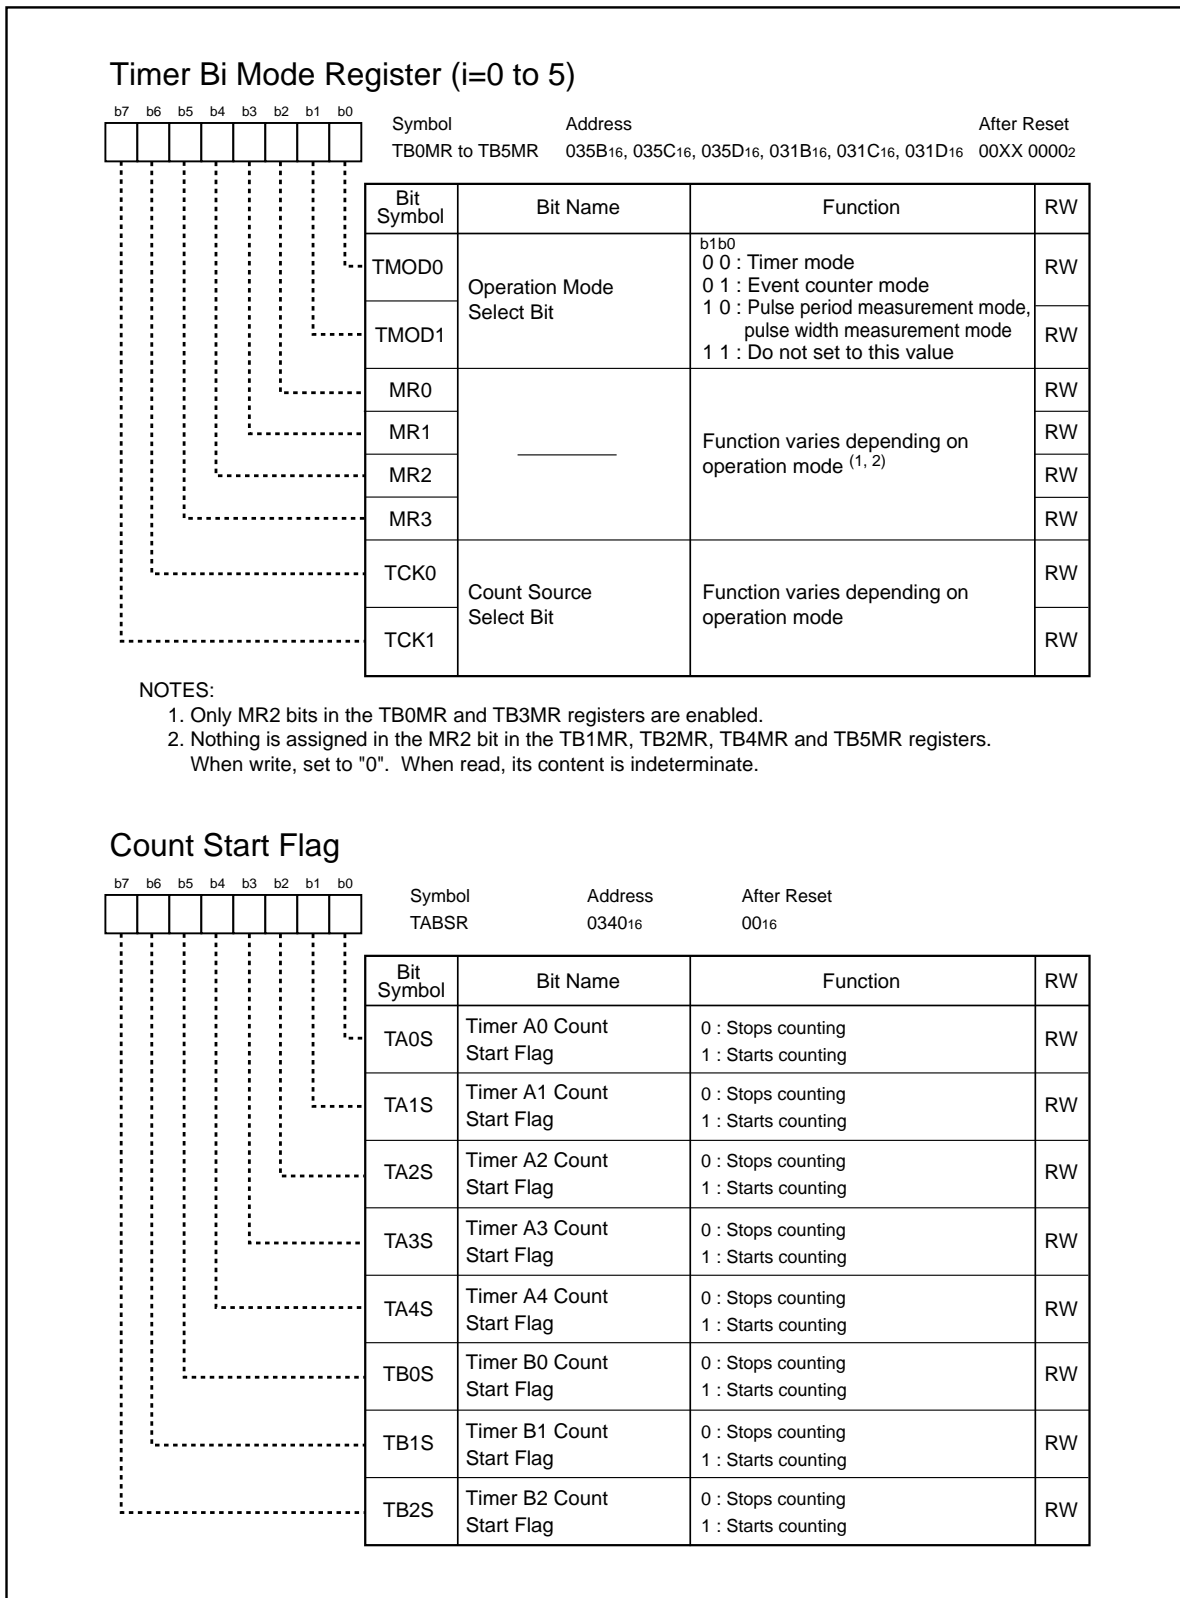 Timer Bi Mode Register (i=0 to 5)
b7 b6 b5 b4 b3 b2 b1 b0
Symbol Address After Reset
TB0MR to TB5MR 035B16, 035C16, 035D16, 031B16, 031C16, 031D16 00XX 00002
Bit Symbol Bit Name Function RW
TMOD0 RW
TMOD1 RW
Operation Mode
Select Bit
b1b0
0 0 : Timer mode
0 1 : Event counter mode
1 0 : Pulse period measurement mode,
pulse width measurement mode
1 1 : Do not set to this value
MR0 RW
MR1 RW
MR2 RW
MR3 RW
Function varies depending on
operation mode (1, 2)
TCK0 RW
TCK1 RW
Count Source
Select Bit
Function varies depending on
operation mode
NOTES:
1. Only MR2 bits in the TB0MR and TB3MR registers are enabled.
2. Nothing is assigned in the MR2 bit in the TB1MR, TB2MR, TB4MR and TB5MR registers.
When write, set to "0". When read, its content is indeterminate.
Count Start Flag
b7 b6 b5 b4 b3 b2 b1 b0
Symbol Address After Reset
TABSR 034016 0016
Bit Symbol Bit Name Function RW
TA0S Timer A0 Count 0 : Stops counting RW
Start Flag 1 : Starts counting
TA1S Timer A1 Count 0 : Stops counting RW
Start Flag 1 : Starts counting
TA2S Timer A2 Count 0 : Stops counting RW
Start Flag 1 : Starts counting
TA3S Timer A3 Count 0 : Stops counting RW
Start Flag 1 : Starts counting
TA4S Timer A4 Count 0 : Stops counting RW
Start Flag 1 : Starts counting
TB0S Timer B0 Count 0 : Stops counting RW
Start Flag 1 : Starts counting
TB1S Timer B1 Count 0 : Stops counting RW
Start Flag 1 : Starts counting
TB2S Timer B2 Count 0 : Stops counting RW
Start Flag 1 : Starts counting